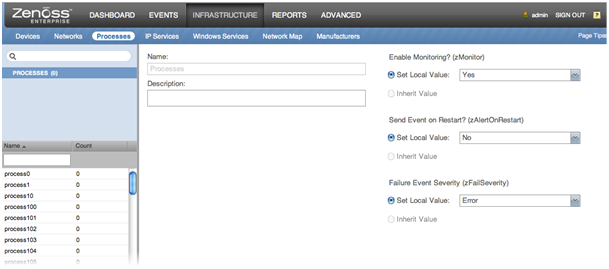 Zenoss ENTERPRISE DASHBOARD EVENTS INFRASTRUCTURE REPORTS ADVANCED admin SIGN OUT ?
Devices Networks Processes IP Services Windows Services Network Map Manufacturers Page Tips
PROCESSES (0)
Name:
Processes
Description:
Enable Monitoring? (zMonitor)
Set Local Value: Yes
Inherit Value
Send Event on Restart? (zAlertOnRestart)
Set Local Value: No
Inherit Value
Failure Event Severity (zFailSeverity)
Set Local Value: Error
Inherit Value
Name Count
process0 0
process1 0
process10 0
process100 0
process101 0
process102 0
process103 0
process104 0
process105 0